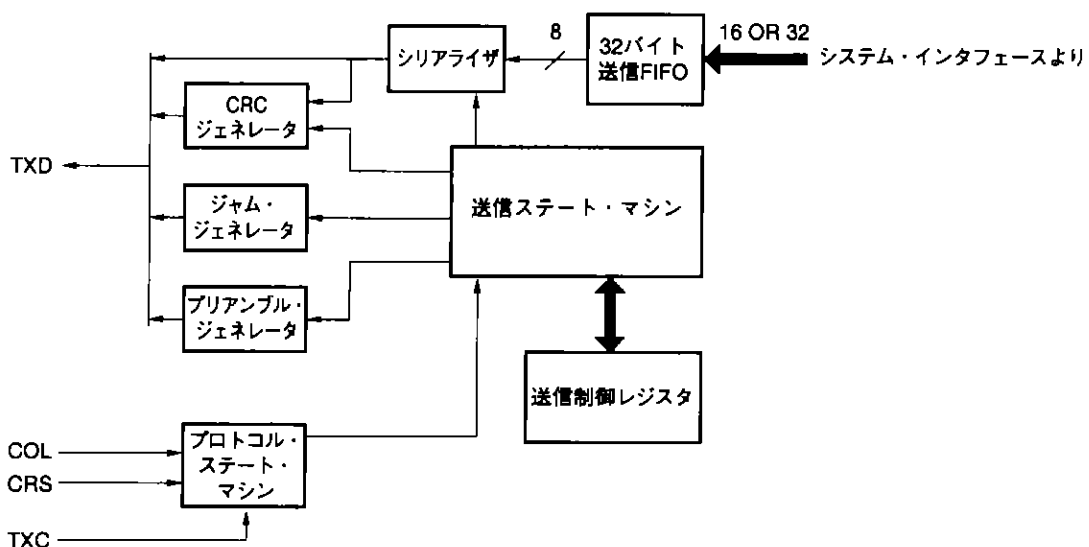 8
16 OR 32
シリアライザ
32バイト
送信FIFO
システム・インタフェースより
CRC
ジェネレータ
TXD
ジャム・
ジェネレータ
送信ステート・マシン
プリアンブル・
ジェネレータ
送信制御レジスタ
COL
CRS
プロトコル・
ステート・
マシン
TXC